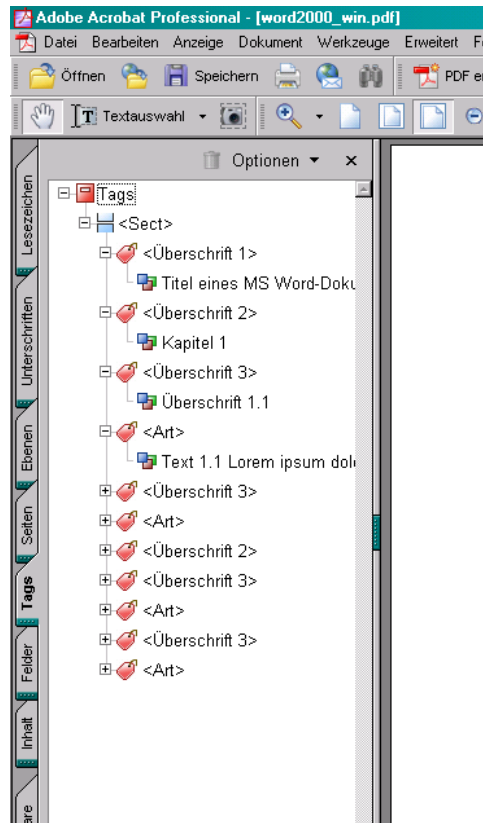 Adobe Acrobat Professional - [word2000_win.pdf]
Datei Bearbeiten Anzeige Dokument Werkzeuge Erweitert
Öffnen Speichern PDF
Textauswahl
Optionen
Lesezeichen
Unterschriften
Ebenen
Seiten
Tags
Felder
Inhalt
Tags
<Sect>
<Überschrift 1>
Titel eines MS Word-Doku
<Überschrift 2>
Kapitel 1
<Überschrift 3>
Überschrift 1.1
<Art>
Text 1.1 Lorem ipsum dol
<Überschrift 3>
<Art>
<Überschrift 2>
<Überschrift 3>
<Art>
<Überschrift 3>
<Art>